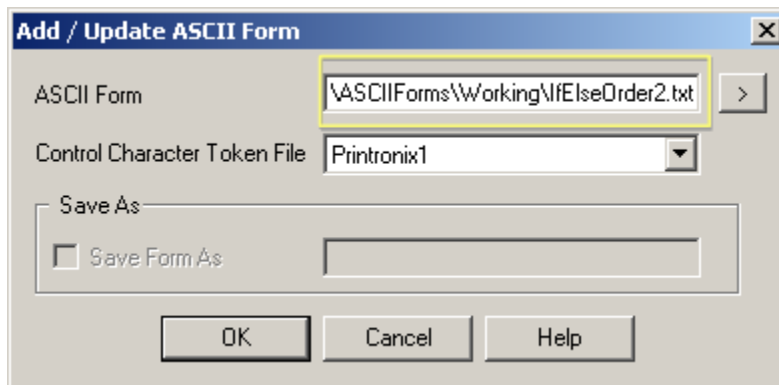 Add / Update ASCII Form
ASCII Form
\ASCIIForms\Working\IfElseOrder2.txt
>
Control Character Token File
Printronix1
Save As
Save Form As
OK
Cancel
Help